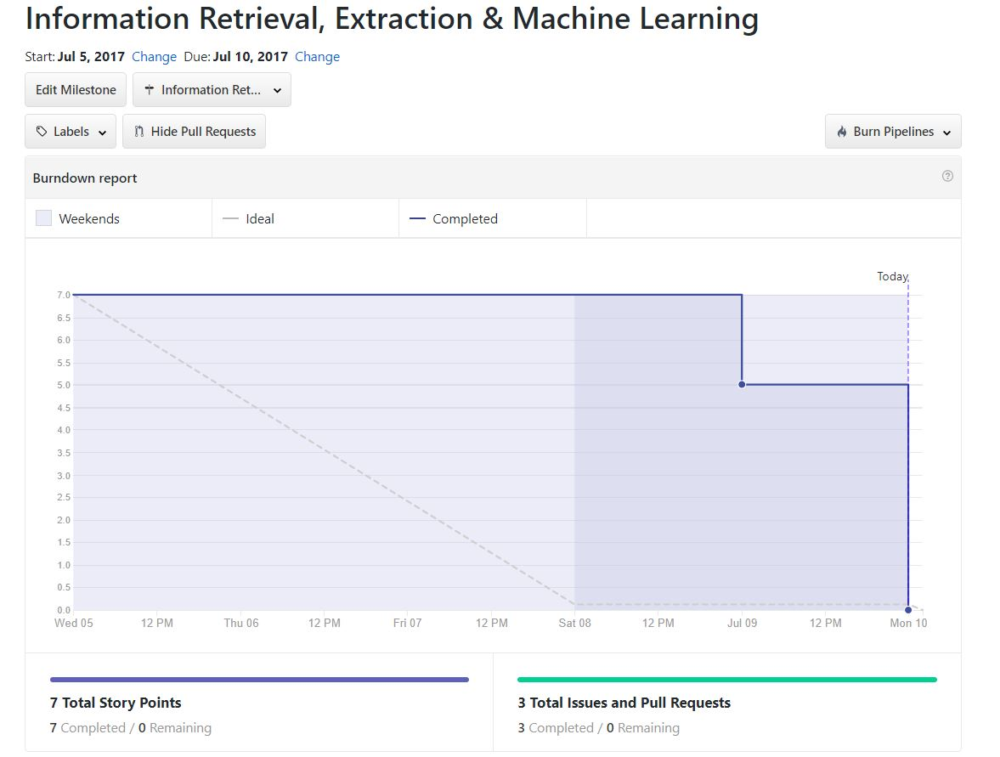 Information Retrieval, Extraction & Machine Learning
Start: Jul 5, 2017 Change Due: Jul 10, 2017 Change
Edit Milestone Information Ret...
Labels Hide Pull Requests Burn Pipelines
Burndown report
Weekends Ideal Completed
Today
7.0
6.5
6.0
5.5
5.0
4.5
4.0
3.5
3.0
2.5
2.0
1.5
1.0
0.5
0.0
Wed 05 12 PM Thu 06 12 PM Fri 07 12 PM Sat 08 12 PM Jul 09 12 PM Mon 10
7 Total Story Points
7 Completed / 0 Remaining
3 Total Issues and Pull Requests
3 Completed / 0 Remaining